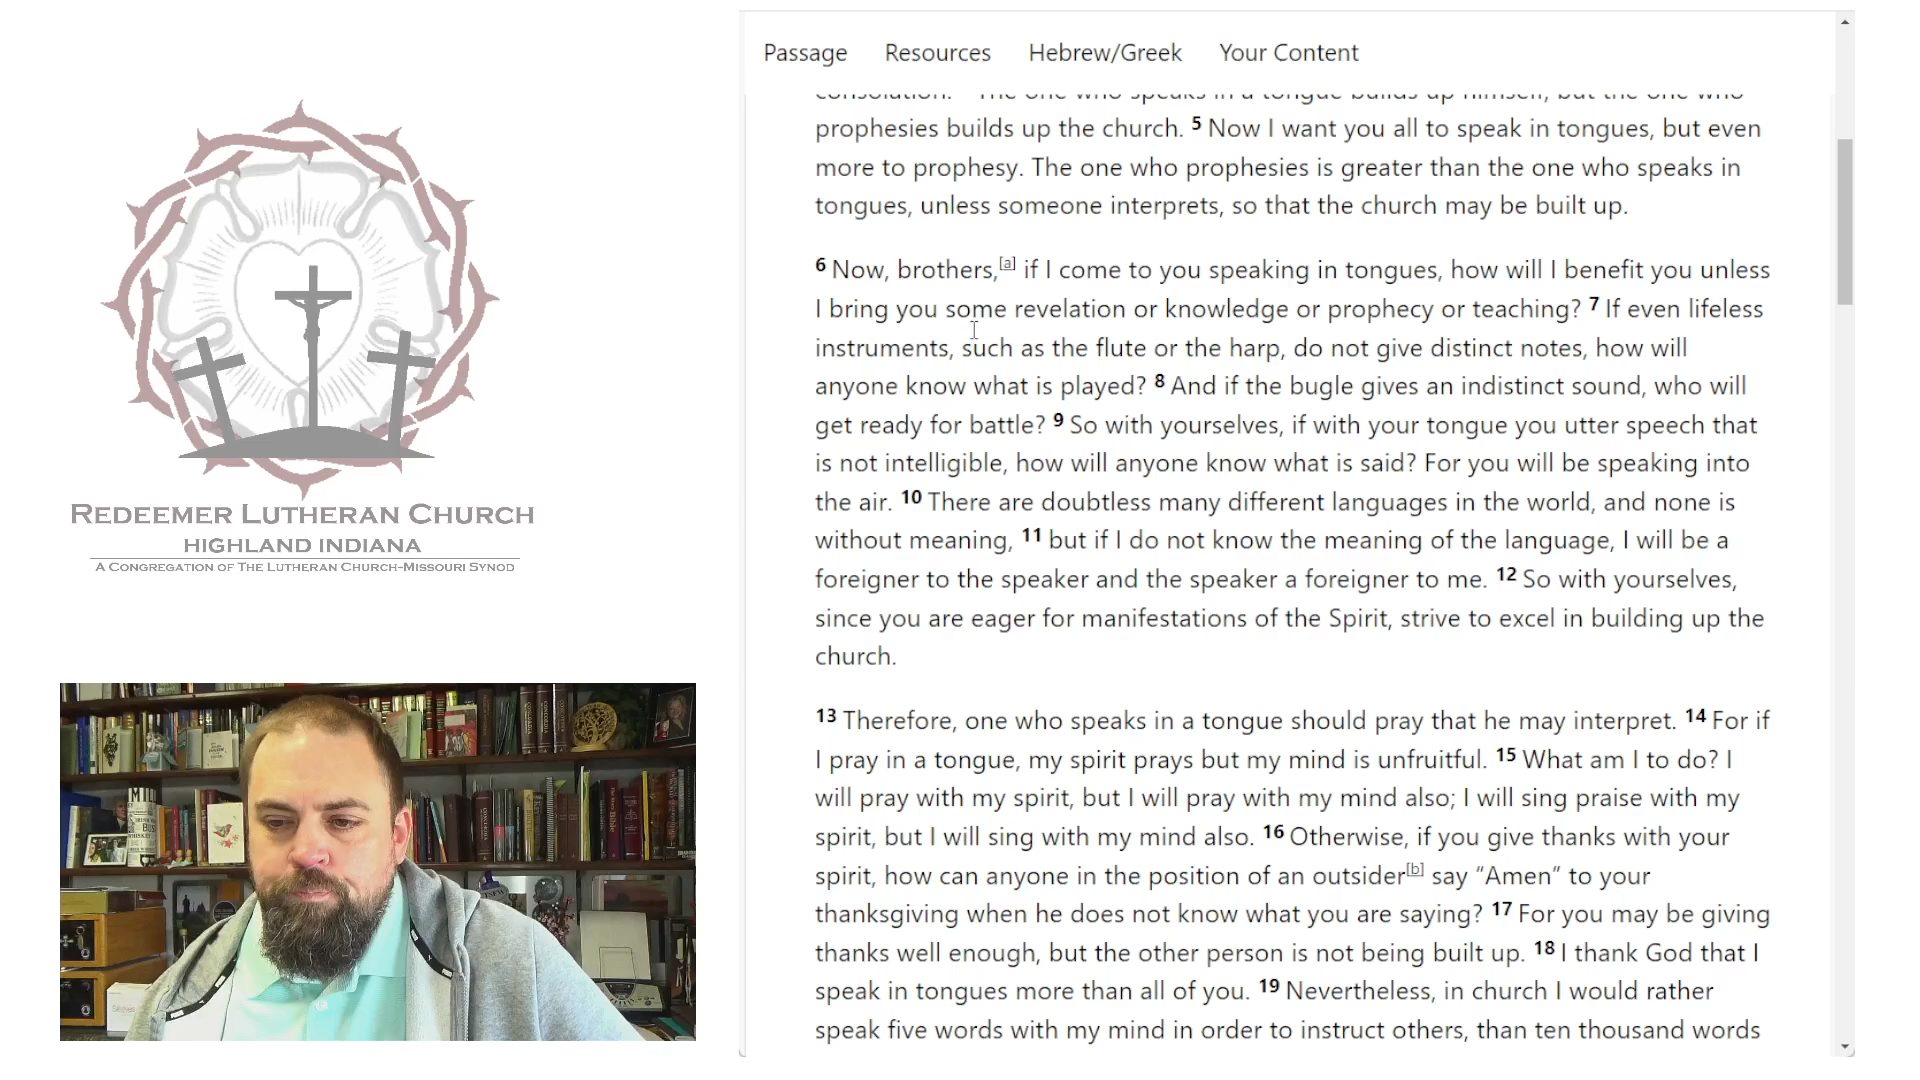 Passage
Resources
Hebrew/Greek
Your Content
consolation. The one who speaks in a tongue builds up himself, but the one who
prophesies builds up the church. 5 Now I want you all to speak in tongues, but even
more to prophesy. The one who prophesies is greater than the one who speaks in
tongues, unless someone interprets, so that the church may be built up.
6 Now, brothers,[a] if I come to you speaking in tongues, how will I benefit you unless
I bring you some revelation or knowledge or prophecy or teaching? 7 If even lifeless
instruments, such as the flute or the harp, do not give distinct notes, how will
anyone know what is played? 8 And if the bugle gives an indistinct sound, who will
get ready for battle? 9 So with yourselves, if with your tongue you utter speech that
is not intelligible, how will anyone know what is said? For you will be speaking into
the air. 10 There are doubtless many different languages in the world, and none is
without meaning, 11 but if I do not know the meaning of the language, I will be a
foreigner to the speaker and the speaker a foreigner to me. 12 So with yourselves,
since you are eager for manifestations of the Spirit, strive to excel in building up the
church.
13 Therefore, one who speaks in a tongue should pray that he may interpret. 14 For if
I pray in a tongue, my spirit prays but my mind is unfruitful. 15 What am I to do? I
will pray with my spirit, but I will pray with my mind also; I will sing praise with my
spirit, but I will sing with my mind also. 16 Otherwise, if you give thanks with your
spirit, how can anyone in the position of an outsider[b] say “Amen” to your
thanksgiving when he does not know what you are saying? 17 For you may be giving
thanks well enough, but the other person is not being built up. 18 I thank God that I
speak in tongues more than all of you. 19 Nevertheless, in church I would rather
speak five words with my mind in order to instruct others, than ten thousand words
REDEEMER LUTHERAN CHURCH
HIGHLAND INDIANA
A CONGREGATION OF THE LUTHERAN CHURCH-MISSOURI SYNOD